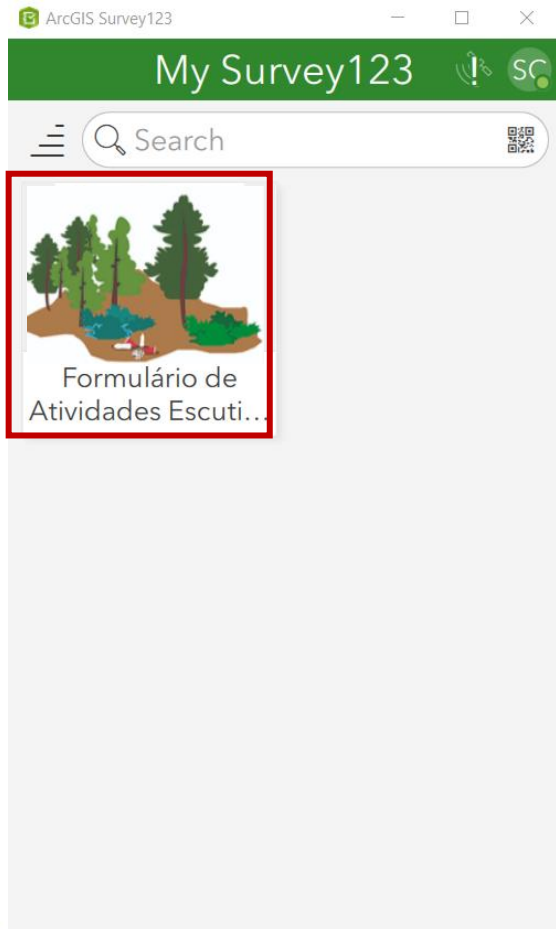 ArcGIS Survey123
My Survey123
SC
Search
Formulário de
Atividades Escuti...